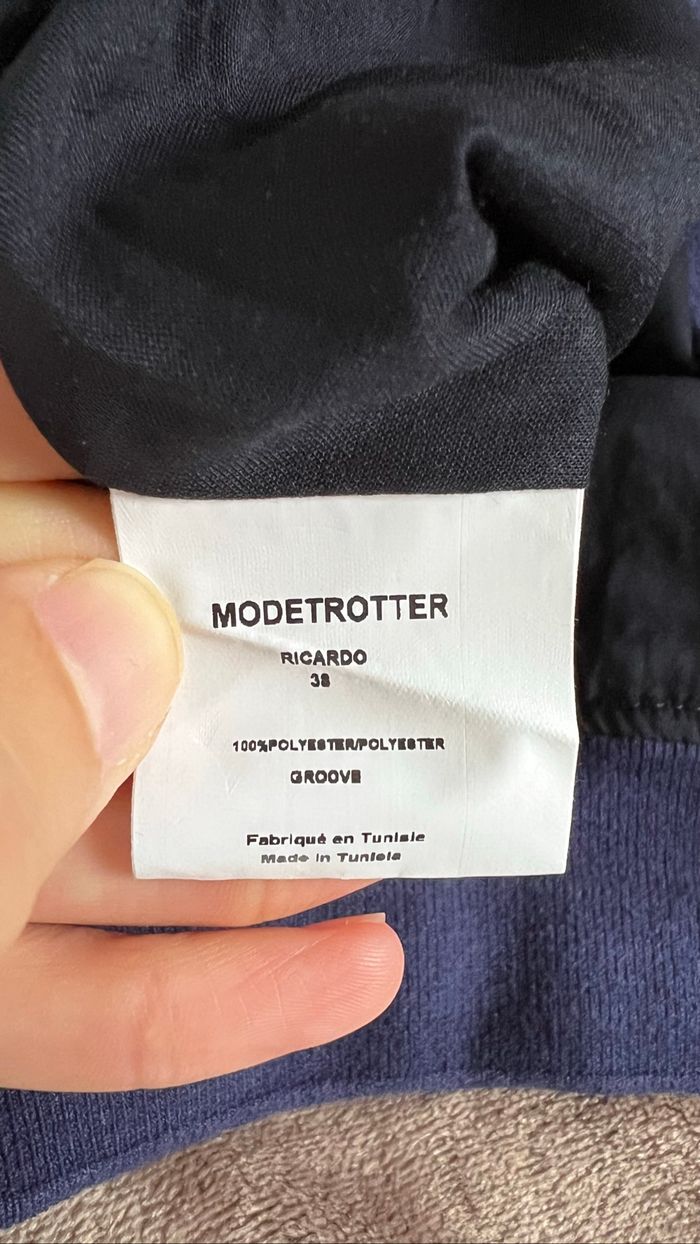 MODETROTTER
RICARDO
38
100%POLYESTER/POLYESTER
GROOVE
Fabriqué en Tunisie
Made in Tunisia